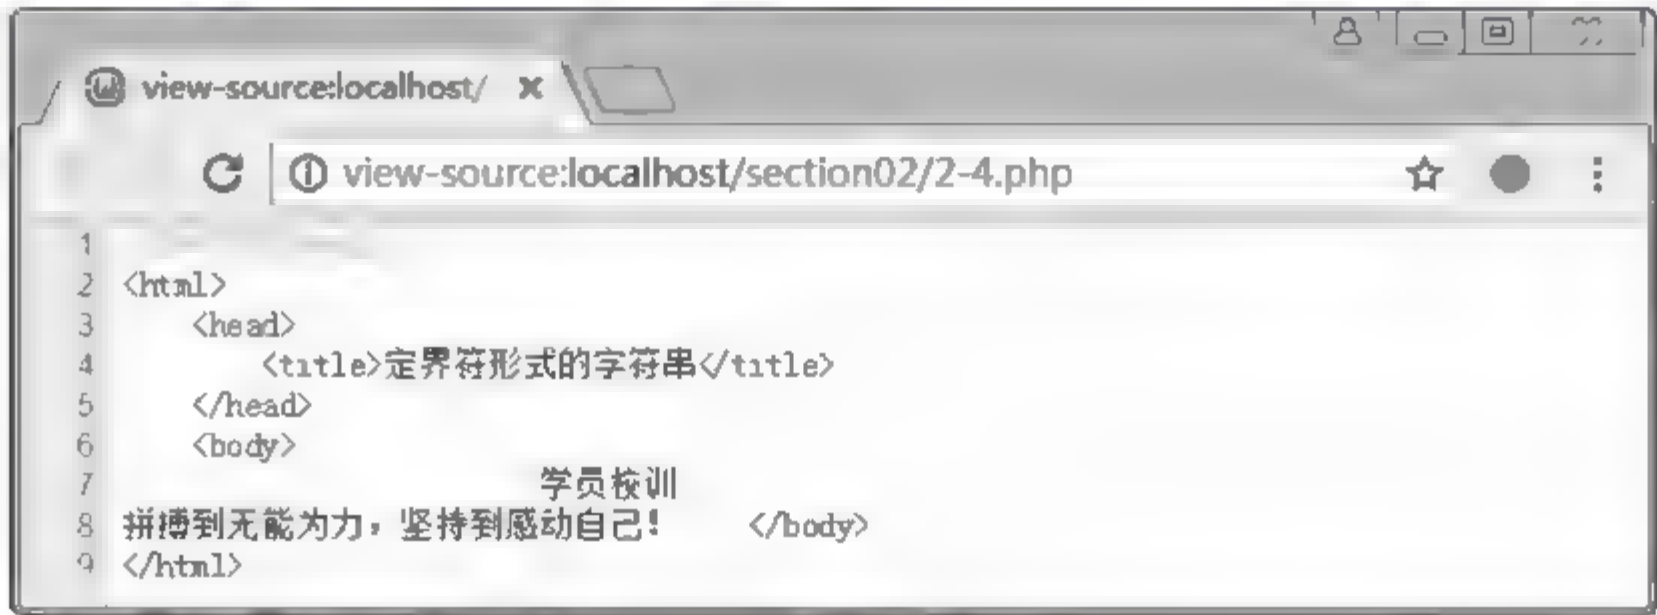 view-source:localhost/
view-source:localhost/section02/2-4.php
1
2 <html>
3 <head>
4 <title>定界符形式的字符串</title>
5 </head>
6 <body>
7 学员校训
8 拼搏到无能为力，坚持到感动自己! </body>
9 </html>